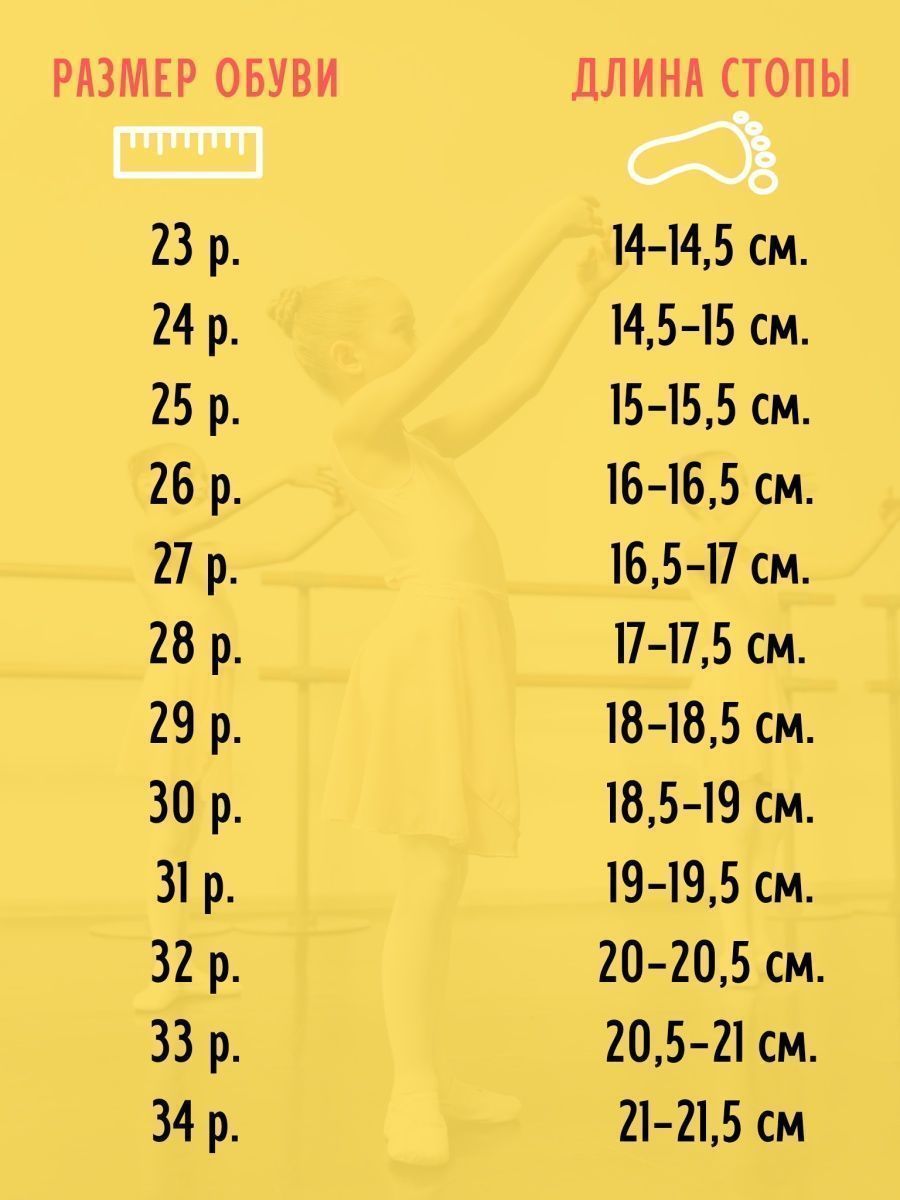 РАЗМЕР ОБУВИ ДЛИНА СТОПЫ
23 р. 14–14,5 см.
24 р. 14,5–15 см.
25 р. 15–15,5 см.
26 р. 16–16,5 см.
27 р. 16,5–17 см.
28 р. 17–17,5 см.
29 р. 18–18,5 см.
30 р. 18,5–19 см.
31 р. 19–19,5 см.
32 р. 20–20,5 см.
33 р. 20,5–21 см.
34 р. 21–21,5 см